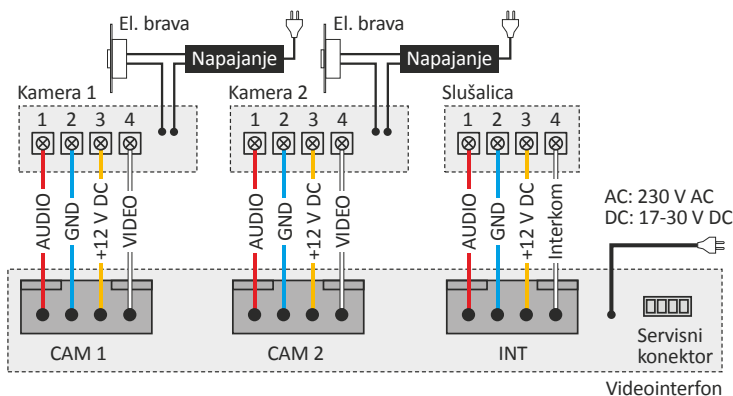 El. brava
El. brava
Napajanje
Napajanje
Kamera 1
Kamera 2
Slušalica
1 2 3 4
1 2 3 4
1 2 3 4
AUDIO
GND
+12 V DC
VIDEO
AUDIO
GND
+12 V DC
VIDEO
AUDIO
GND
+12 V DC
Interkom
AC: 230 V AC
DC: 17-30 V DC
CAM 1
CAM 2
INT
Servisni
konektor
Videointerfon